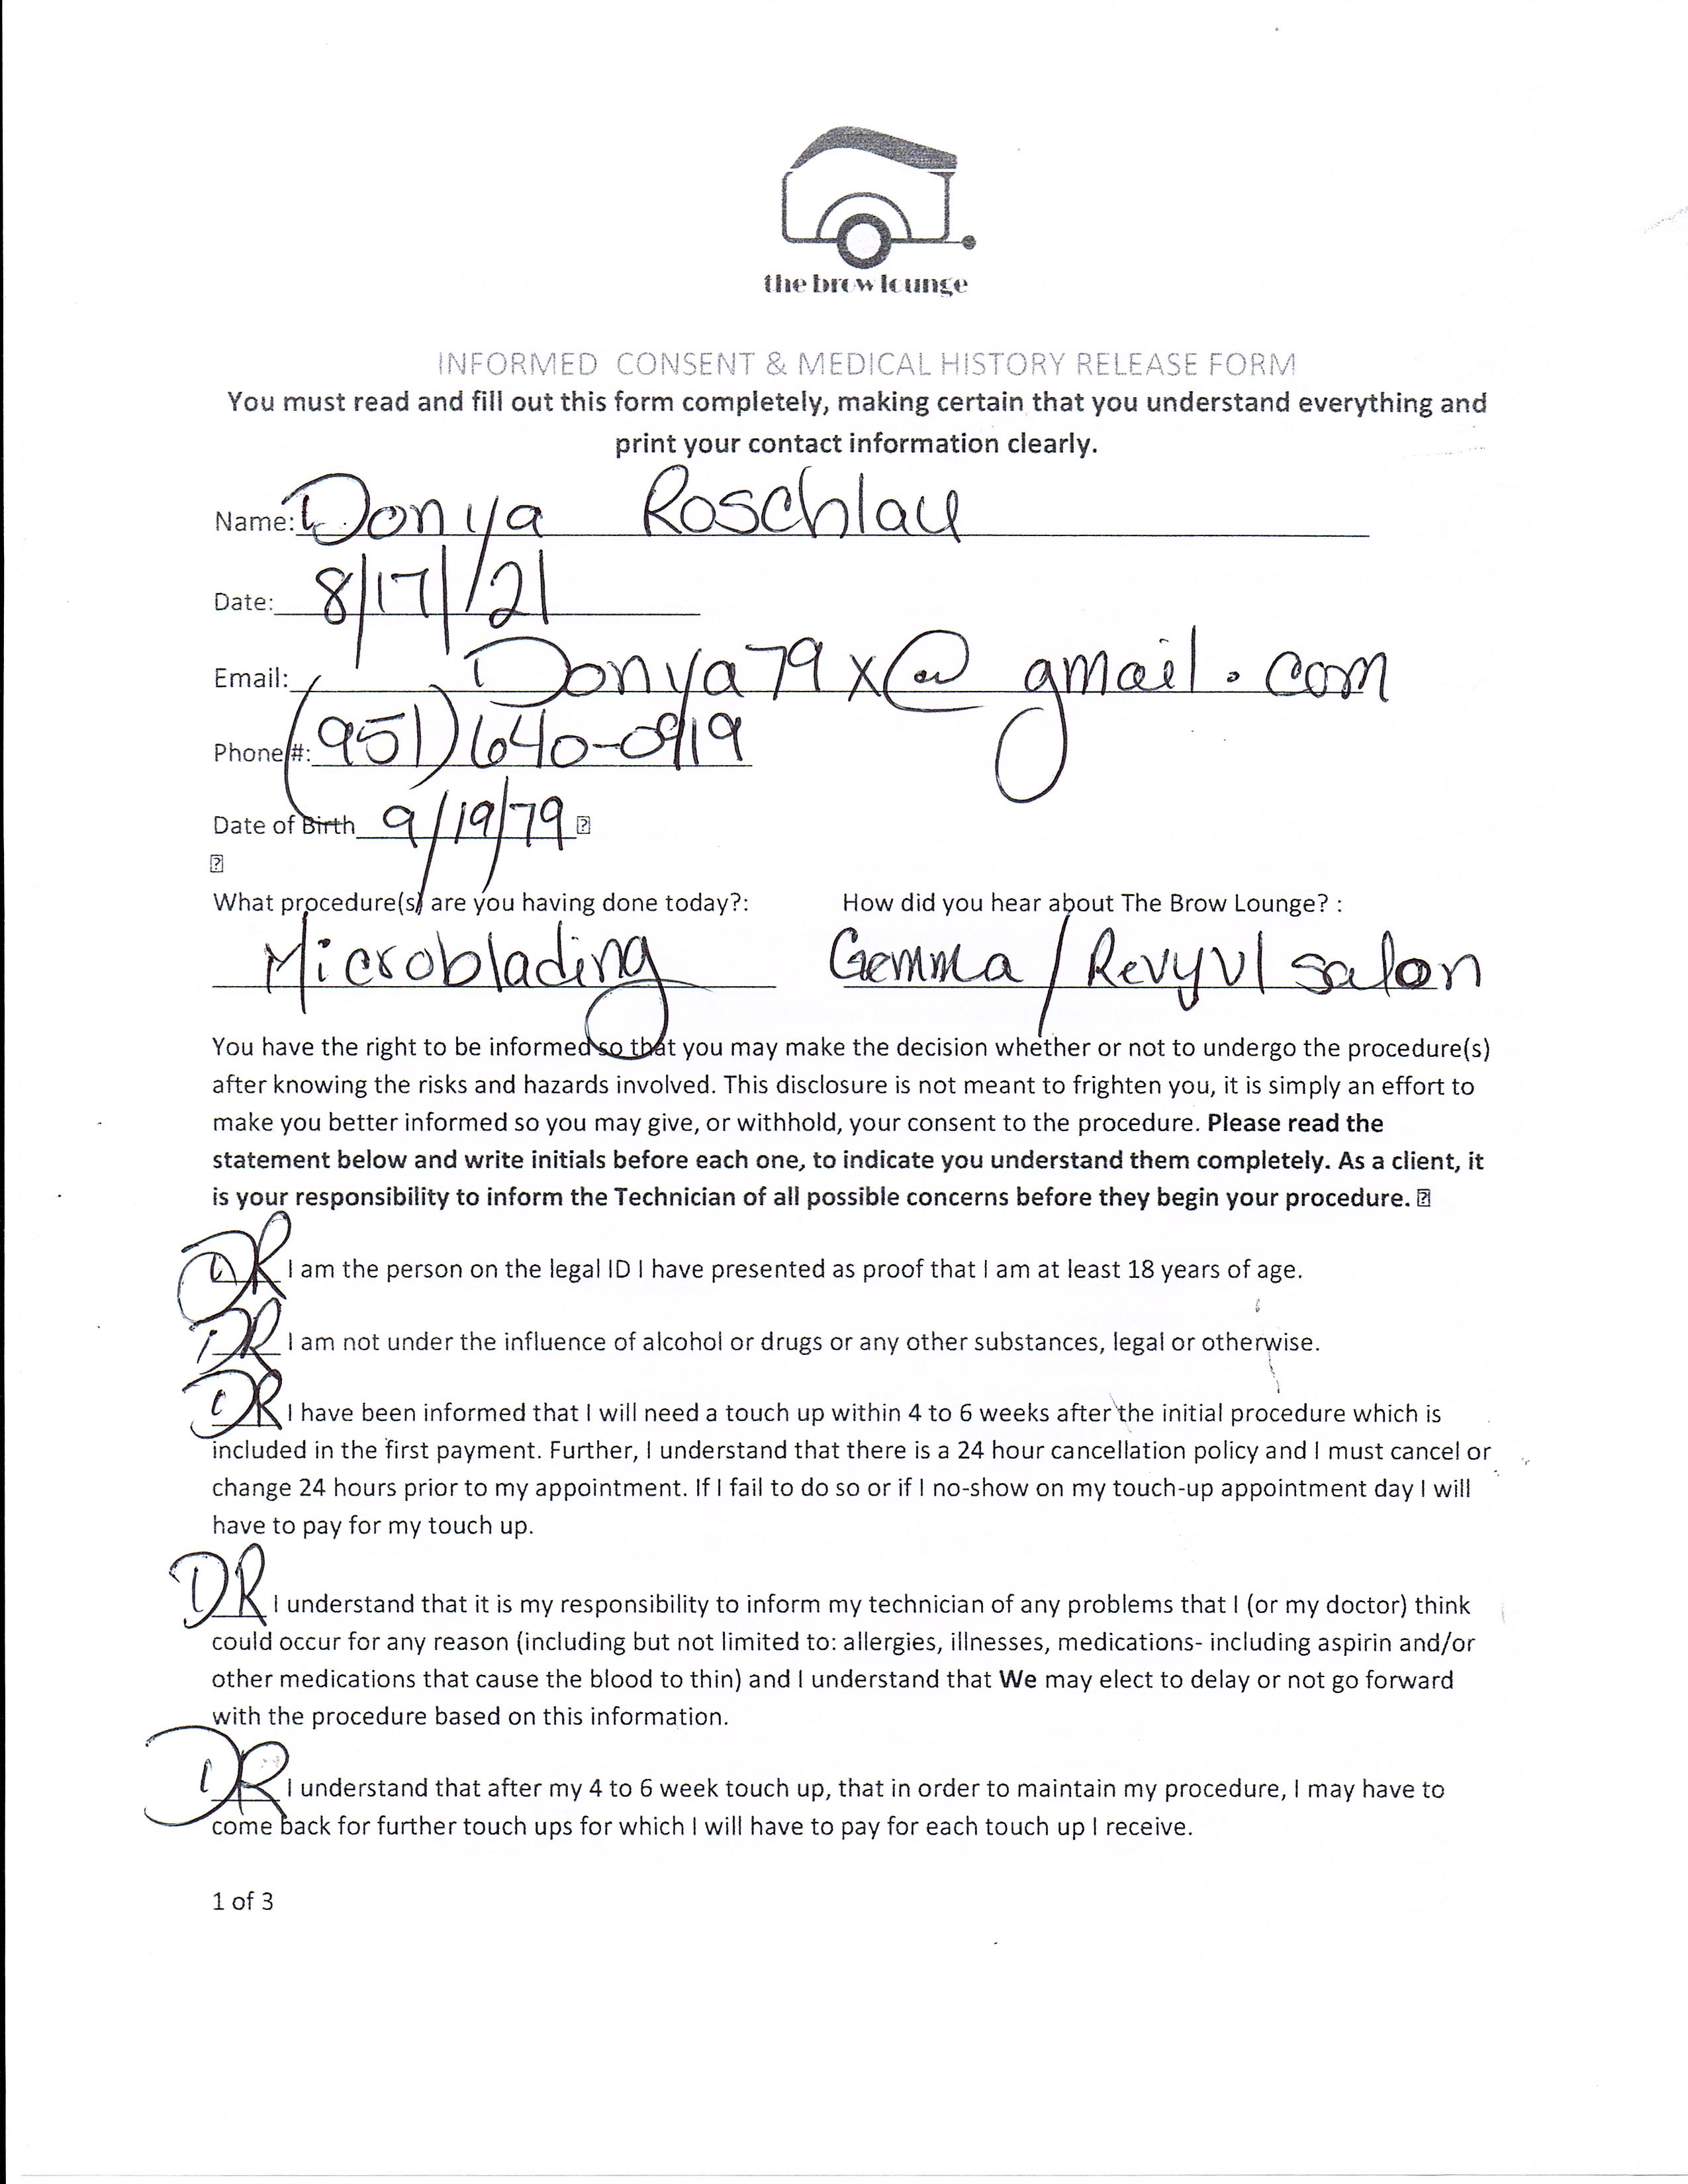 the brow lounge
INFORMED CONSENT & MEDICAL HISTORY RELEASE FORM
You must read and fill out this form completely, making certain that you understand everything and
print your contact information clearly.
Name: Donya Roschlau
Date: 8/17/21
Email: Donya79x@gmail.com
Phone #: (951) 640-0919
Date of Birth 9/19/79
What procedure(s) are you having done today?: How did you hear about The Brow Lounge? :
Microblading Gemma / Revyvl salon
You have the right to be informed so that you may make the decision whether or not to undergo the procedure(s)
after knowing the risks and hazards involved. This disclosure is not meant to frighten you, it is simply an effort to
make you better informed so you may give, or withhold, your consent to the procedure. Please read the
statement below and write initials before each one, to indicate you understand them completely. As a client, it
is your responsibility to inform the Technician of all possible concerns before they begin your procedure.
DR I am the person on the legal ID I have presented as proof that I am at least 18 years of age.
DR I am not under the influence of alcohol or drugs or any other substances, legal or otherwise.
DR I have been informed that I will need a touch up within 4 to 6 weeks after the initial procedure which is
included in the first payment. Further, I understand that there is a 24 hour cancellation policy and I must cancel or
change 24 hours prior to my appointment. If I fail to do so or if I no-show on my touch-up appointment day I will
have to pay for my touch up.
DR I understand that it is my responsibility to inform my technician of any problems that I (or my doctor) think
could occur for any reason (including but not limited to: allergies, illnesses, medications- including aspirin and/or
other medications that cause the blood to thin) and I understand that We may elect to delay or not go forward
with the procedure based on this information.
DR I understand that after my 4 to 6 week touch up, that in order to maintain my procedure, I may have to
come back for further touch ups for which I will have to pay for each touch up I receive.
1 of 3